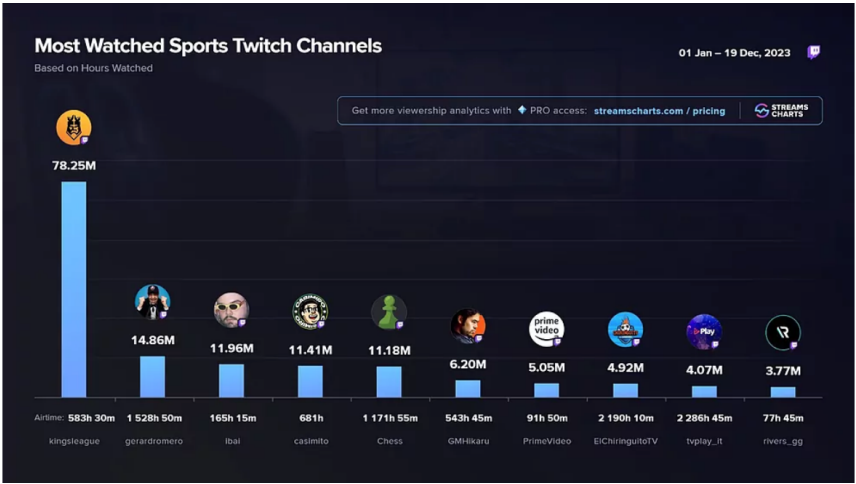 Most Watched Sports Twitch Channels
Based on Hours Watched
01 Jan – 19 Dec, 2023
Get more viewership analytics with PRO access: streamscharts.com / pricing
STREAMS
CHARTS
78.25M
14.86M
11.96M
11.41M
11.18M
6.20M
prime
video
5.05M
4.92M
Play
4.07M
3.77M
Airtime: 583h 30m 1 528h 50m 165h 15m 681h 1 171h 55m 543h 45m 91h 50m 2 190h 10m 2 286h 45m 77h 45m
kingsleague gerardromero ibai casimito Chess GMHikaru PrimeVideo ElChiringuitoTV tvplay_it rivers_gg